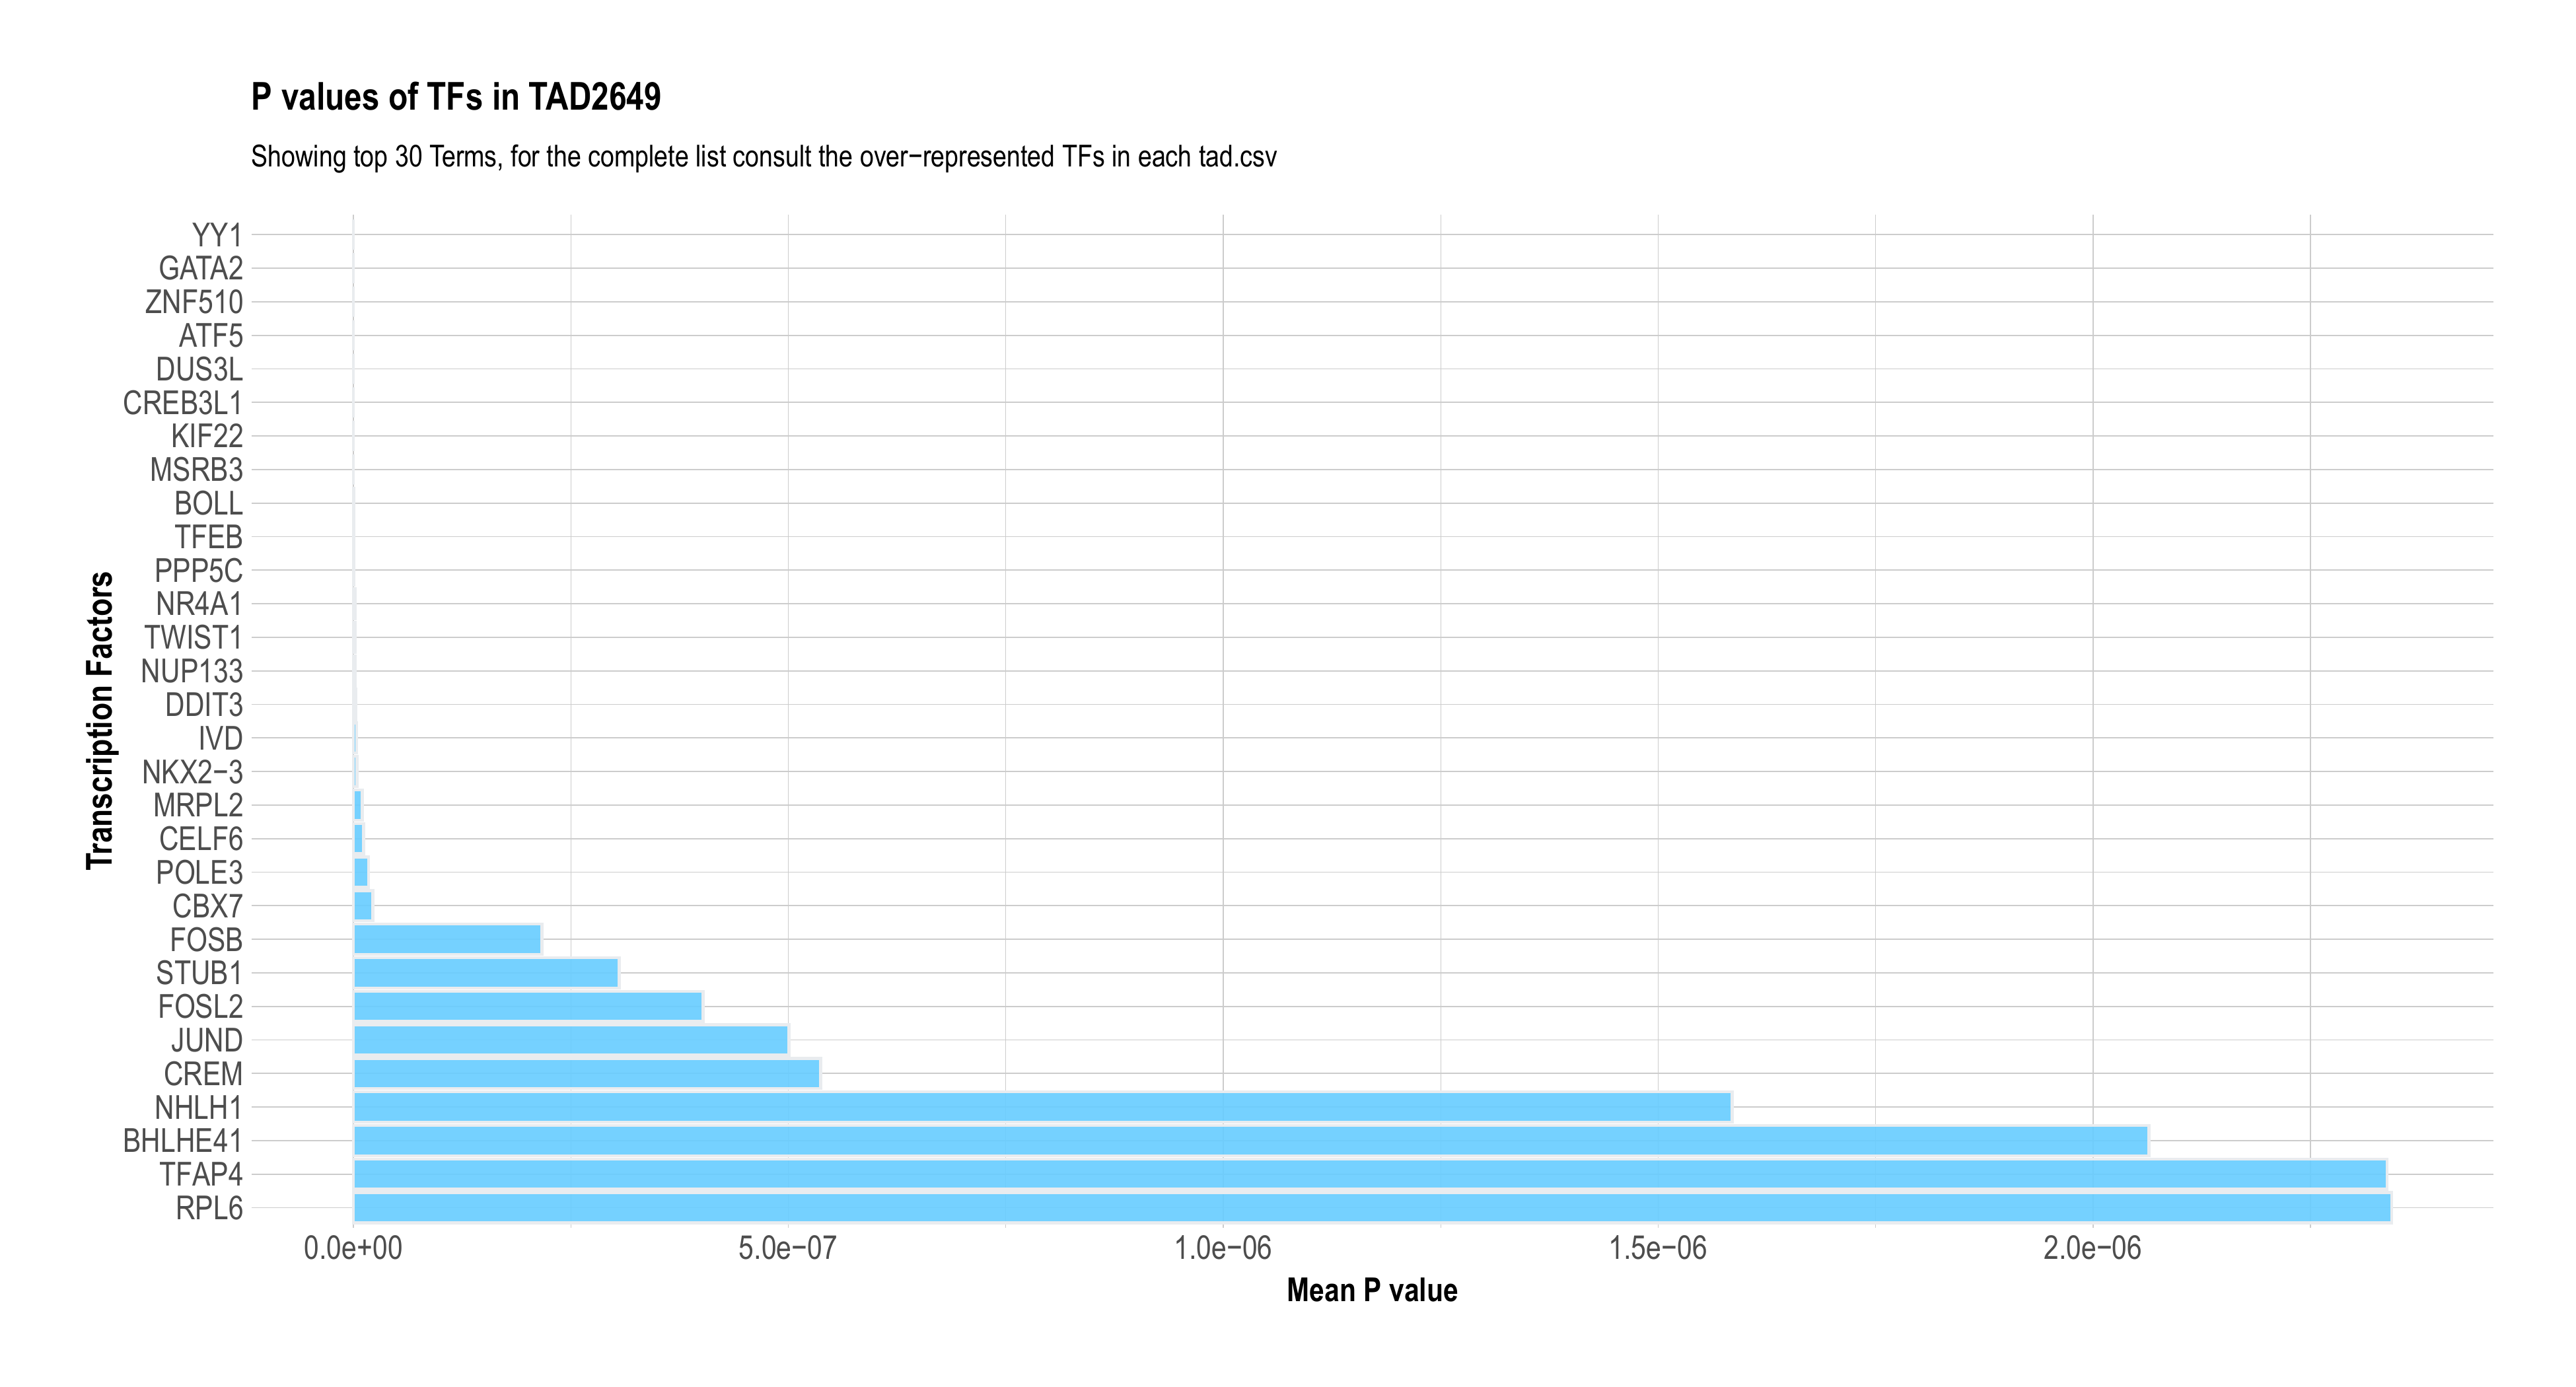 P values of TFs in TAD2649
Showing top 30 Terms, for the complete list consult the over−represented TFs in each tad.csv
Transcription Factors
YY1
GATA2
ZNF510
ATF5
DUS3L
CREB3L1
KIF22
MSRB3
BOLL
TFEB
PPP5C
NR4A1
TWIST1
NUP133
DDIT3
IVD
NKX2−3
MRPL2
CELF6
POLE3
CBX7
FOSB
STUB1
FOSL2
JUND
CREM
NHLH1
BHLHE41
TFAP4
RPL6
0.0e+00 5.0e−07 1.0e−06 1.5e−06 2.0e−06
Mean P value